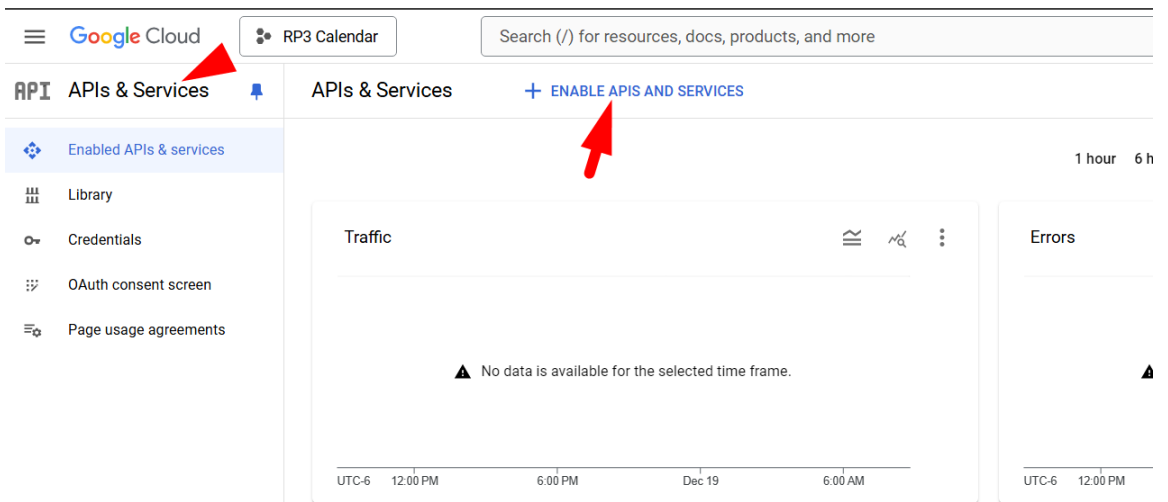 Google Cloud RP3 Calendar Search (/) for resources, docs, products, and more
API APIs & Services APIs & Services + ENABLE APIS AND SERVICES
Enabled APIs & services
1 hour 6 h
Library
Credentials
Traffic Errors
OAuth consent screen
Page usage agreements
No data is available for the selected time frame.
UTC-6 12:00 PM 6:00 PM Dec 19 6:00 AM UTC-6 12:00 PM